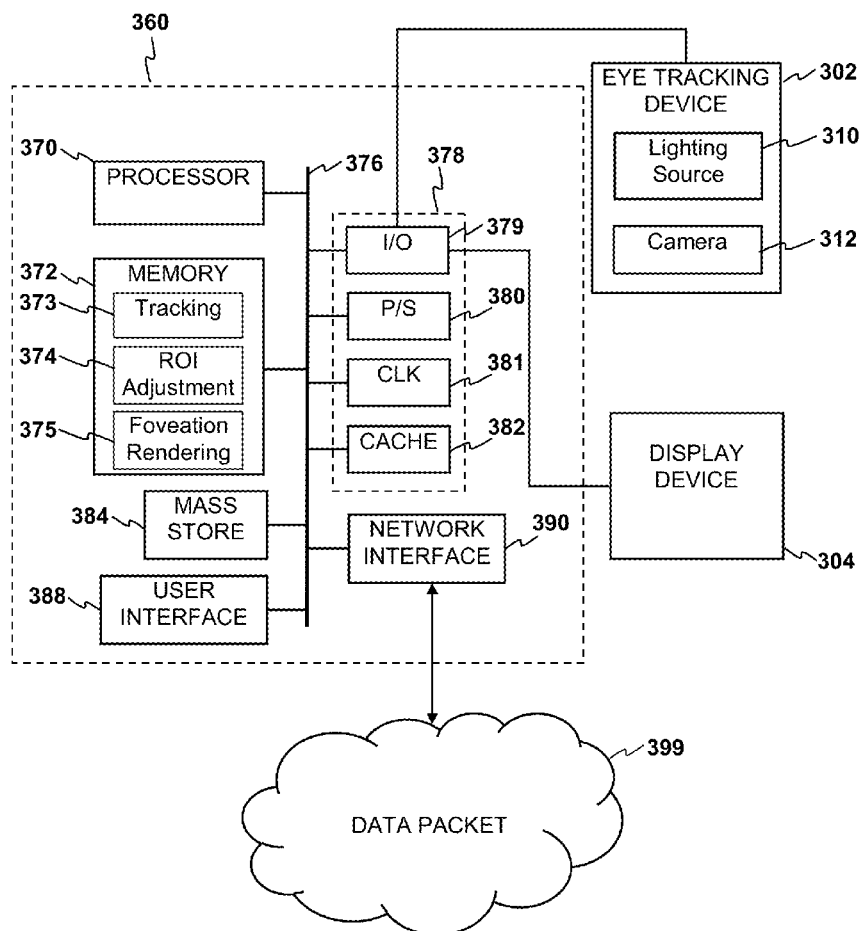 360
EYE TRACKING
DEVICE
302
310
Lighting
Source
Camera
312
370
PROCESSOR
376
378
379
I/O
372
MEMORY
373
Tracking
P/S
380
374
ROI
Adjustment
CLK
381
375
Foveation
Rendering
CACHE
382
DISPLAY
DEVICE
304
384
MASS
STORE
NETWORK
INTERFACE
390
388
USER
INTERFACE
399
DATA PACKET